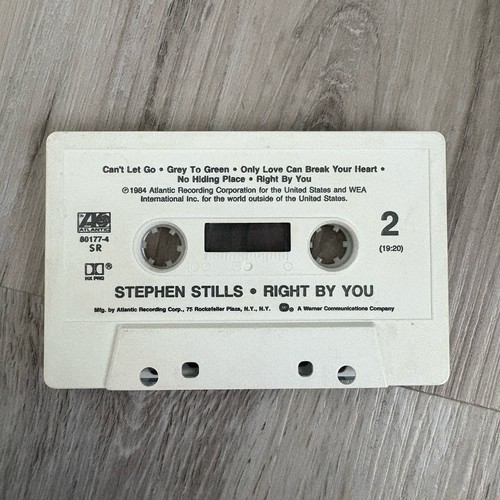 Can't Let Go • Grey To Green • Only Love Can Break Your Heart •
No Hiding Place • Right By You
℗1984 Atlantic Recording Corporation for the United States and WEA
International Inc. for the world outside of the United States.
ATLANTIC
80177-4
SR
2
(19:20)
HX PRO
STEPHEN STILLS • RIGHT BY YOU
Mfg. by Atlantic Recording Corp., 75 Rockefeller Plaza, N.Y., N.Y. A Warner Communications Company